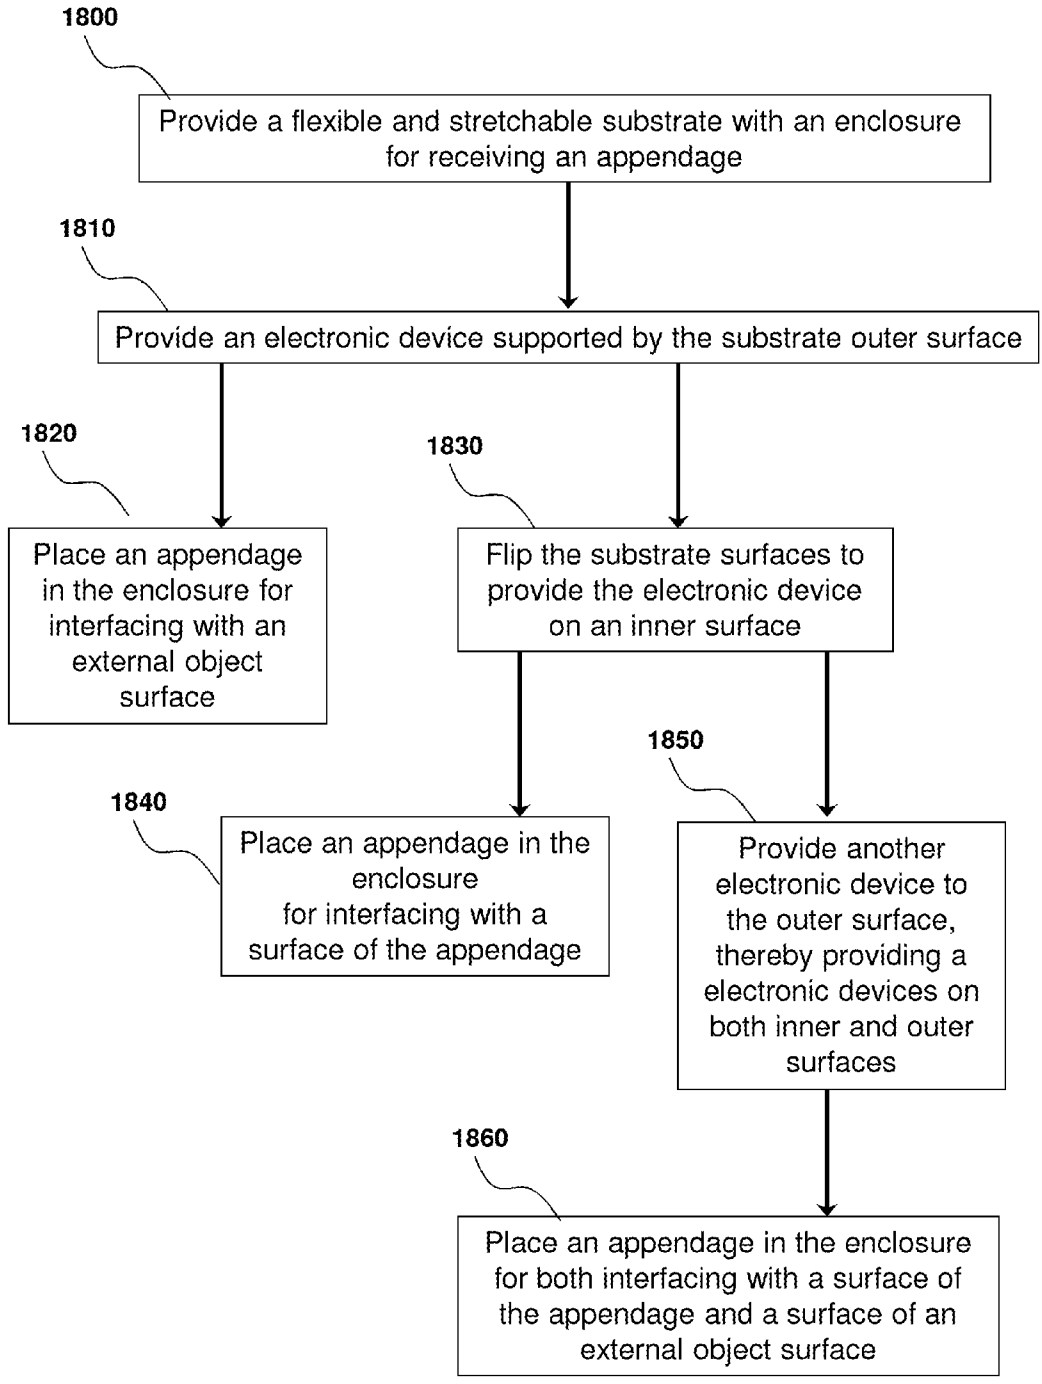 1800
Provide a flexible and stretchable substrate with an enclosure
for receiving an appendage
1810
Provide an electronic device supported by the substrate outer surface
1820
Place an appendage
in the enclosure for
interfacing with an
external object
surface
1830
Flip the substrate surfaces to
provide the electronic device
on an inner surface
1840
Place an appendage in the
enclosure
for interfacing with a
surface of the appendage
1850
Provide another
electronic device to
the outer surface,
thereby providing a
electronic devices on
both inner and outer
surfaces
1860
Place an appendage in the enclosure
for both interfacing with a surface of
the appendage and a surface of an
external object surface